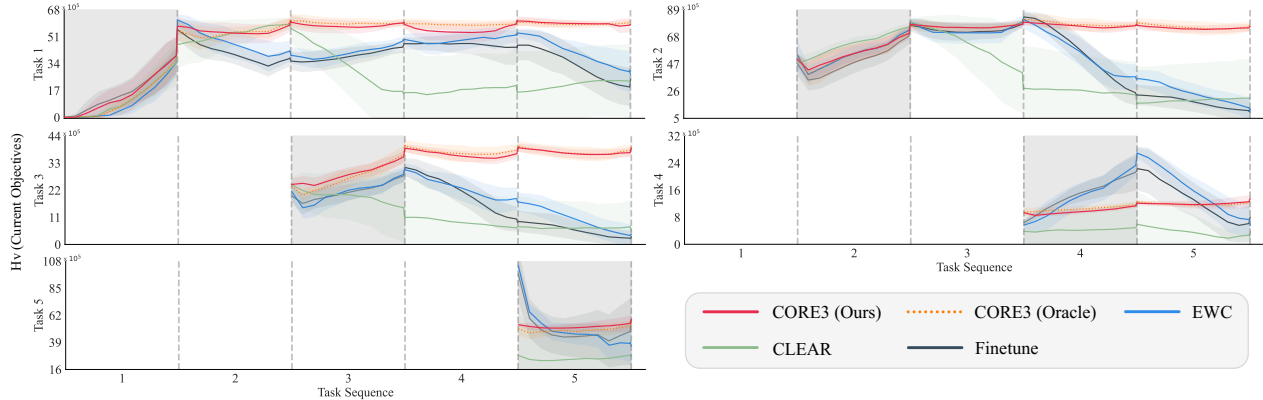 Hv (Current Objectives)
×10⁵
68
51
34
17
0
Task 1
×10⁵
89
68
47
26
5
Task 2
×10⁵
44
33
22
11
0
Task 3
×10⁵
32
24
16
8
0
Task 4
1 2 3 4 5
Task Sequence
×10⁵
108
85
62
39
16
Task 5
1 2 3 4 5
Task Sequence
CORE3 (Ours) CORE3 (Oracle) EWC
CLEAR Finetune